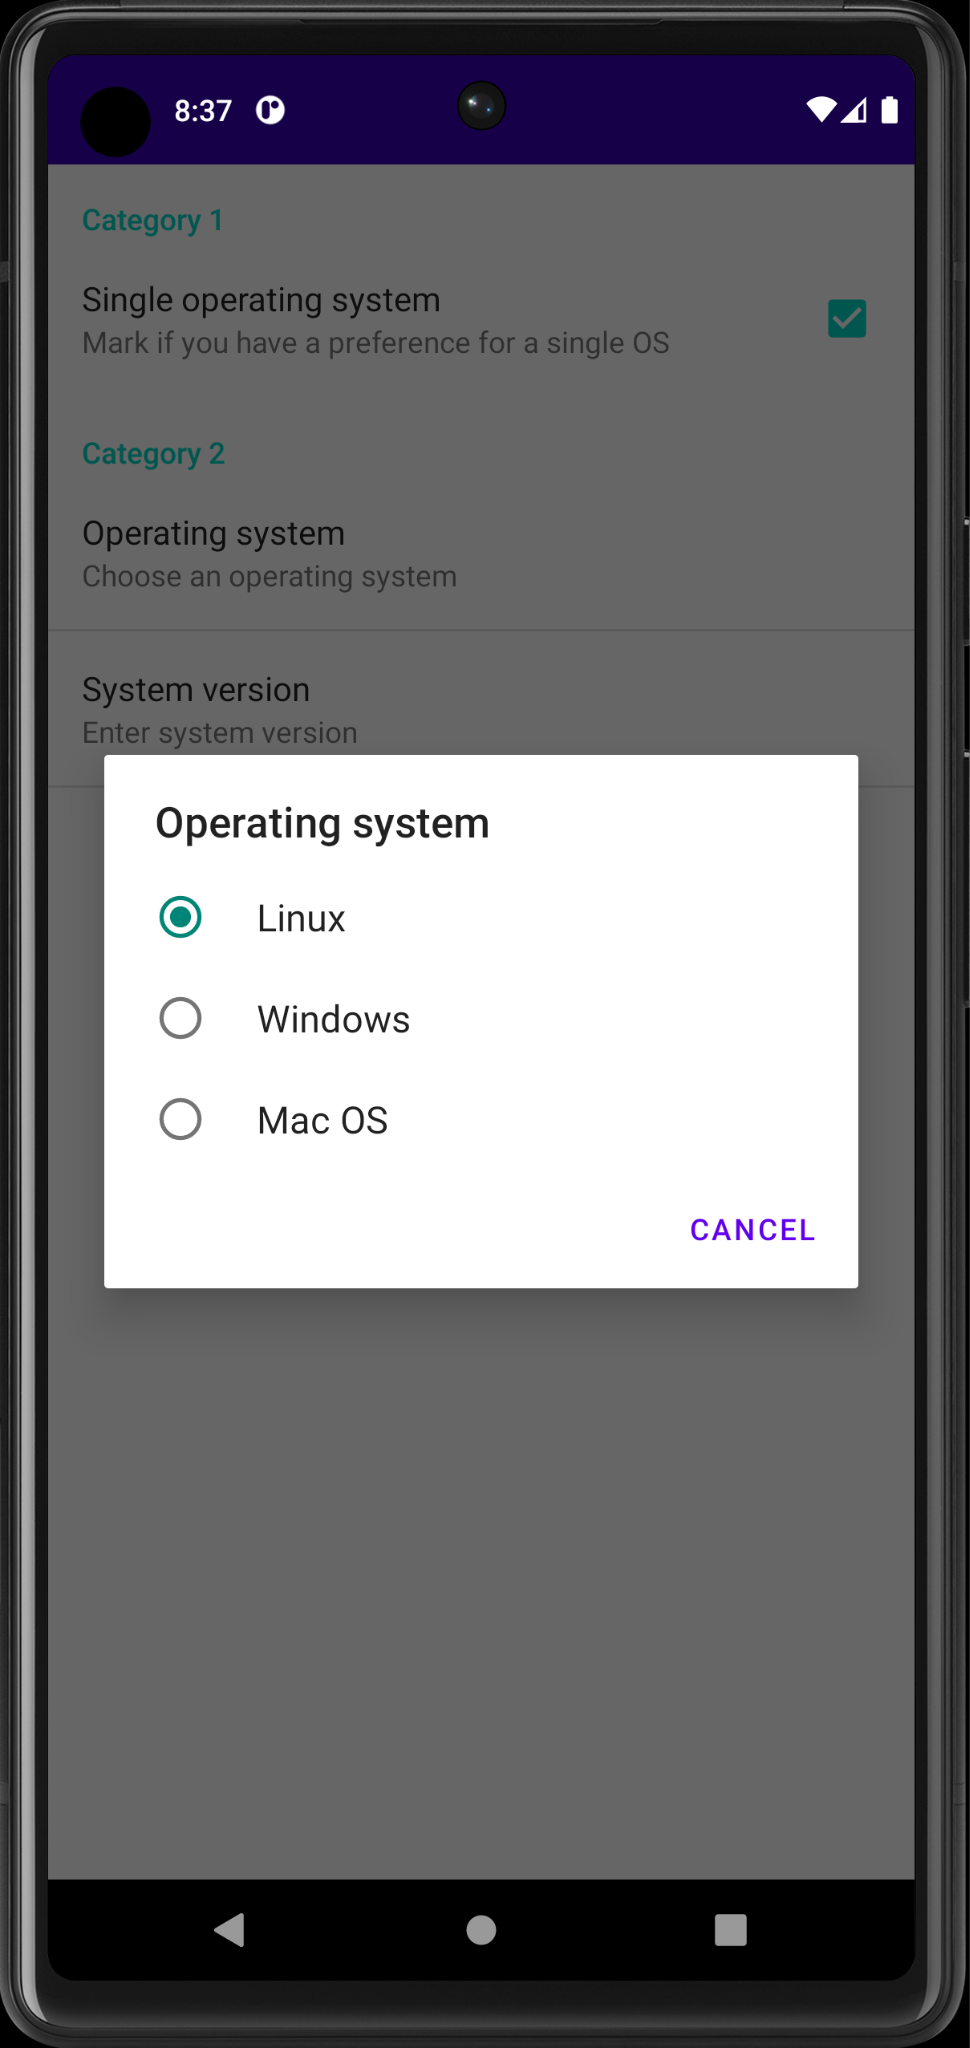 8:37
Category 1
Single operating system
Mark if you have a preference for a single OS
Category 2
Operating system
Choose an operating system
System version
Enter system version
Operating system
Linux
Windows
Mac OS
CANCEL